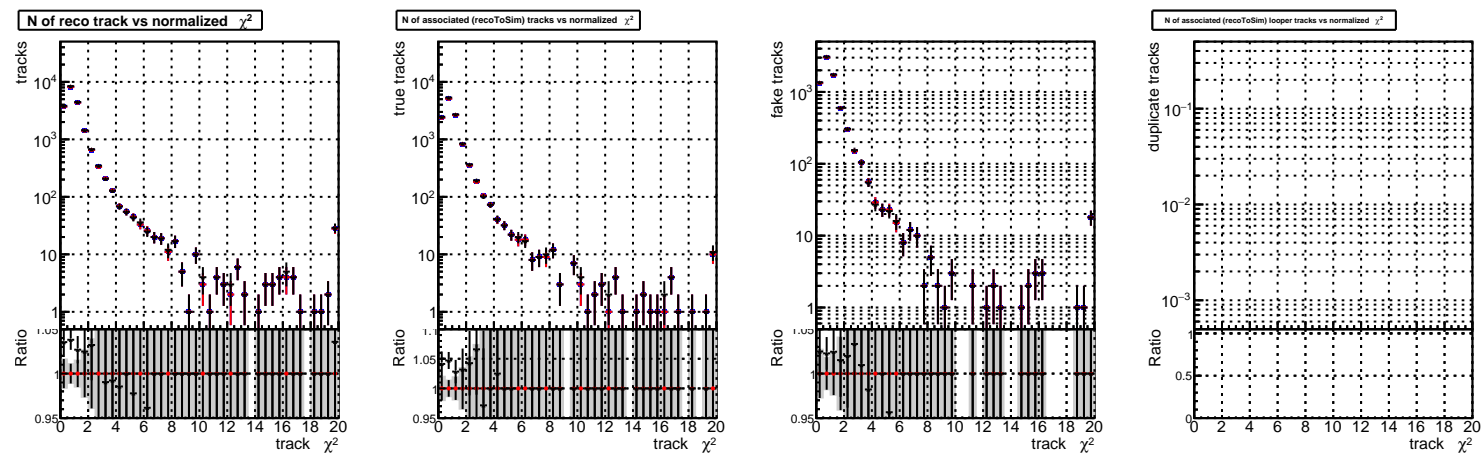 N of reco track vs normalized χ²
tracks
10⁴
10³
10²
10
1
Ratio
1.05
1
0.95
0 2 4 6 8 10 12 14 16 18 20
track χ²
N of associated (recoToSim) tracks vs normalized χ²
true tracks
10⁴
10³
10²
10
1
Ratio
1.1
1.05
1
0.95
0 2 4 6 8 10 12 14 16 18 20
track χ²
fake tracks
10³
10²
10
1
Ratio
1.05
1
0.95
0 2 4 6 8 10 12 14 16 18 20
track χ²
N of associated (recoToSim) looper tracks vs normalized χ²
duplicate tracks
10⁻¹
10⁻²
10⁻³
Ratio
1
0.5
0
0 2 4 6 8 10 12 14 16 18 20
track χ²